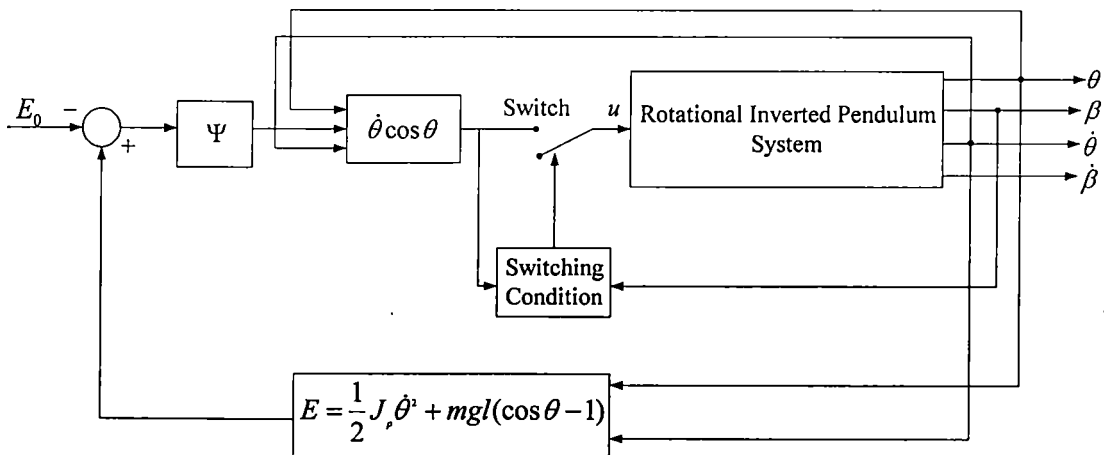 E₀
−
+
Ψ
θ̇ cos θ
Switch
u
Rotational Inverted Pendulum
System
θ
β
θ̇
β̇
Switching
Condition
E = 1/2 Jₚ θ̇² + mgl(cos θ − 1)